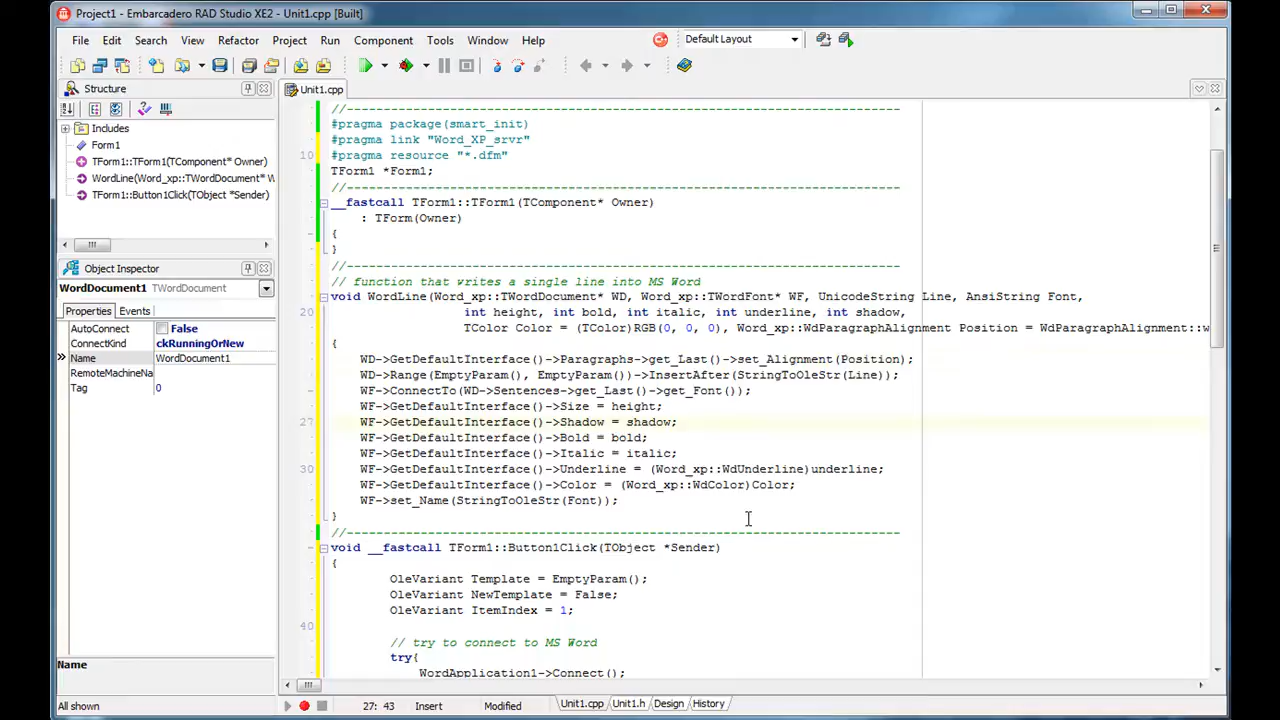 Project1 - Embarcadero RAD Studio XE2 - Unit1.cpp [Built]
File Edit Search View Refactor Project Run Component Tools Window Help
Default Layout
Structure
Unit1.cpp
Includes
Form1
TForm1::TForm1(TComponent* Owner)
WordLine(Word_xp::TWordDocument* W
TForm1::Button1Click(TObject *Sender)
Object Inspector
WordDocument1 TWordDocument
Properties Events
AutoConnect False
ConnectKind ckRunningOrNew
Name WordDocument1
RemoteMachineNa
Tag 0
Name
All shown
//---------------------------------------------------------------------------
#pragma package(smart_init)
#pragma link "Word_XP_srvr"
10 #pragma resource "*.dfm"
TForm1 *Form1;
//---------------------------------------------------------------------------
__fastcall TForm1::TForm1(TComponent* Owner)
: TForm(Owner)
{
}
//---------------------------------------------------------------------------
// function that writes a single line into MS Word
void WordLine(Word_xp::TWordDocument* WD, Word_xp::TWordFont* WF, UnicodeString Line, AnsiString Font,
20 int height, int bold, int italic, int underline, int shadow,
TColor Color = (TColor)RGB(0, 0, 0), Word_xp::WdParagraphAlignment Position = WdParagraphAlignment::w
{
WD->GetDefaultInterface()->Paragraphs->get_Last()->set_Alignment(Position);
WD->Range(EmptyParam(), EmptyParam())->InsertAfter(StringToOleStr(Line));
WF->ConnectTo(WD->Sentences->get_Last()->get_Font());
WF->GetDefaultInterface()->Size = height;
27 WF->GetDefaultInterface()->Shadow = shadow;
WF->GetDefaultInterface()->Bold = bold;
WF->GetDefaultInterface()->Italic = italic;
30 WF->GetDefaultInterface()->Underline = (Word_xp::WdUnderline)underline;
WF->GetDefaultInterface()->Color = (Word_xp::WdColor)Color;
WF->set_Name(StringToOleStr(Font));
}
//---------------------------------------------------------------------------
void __fastcall TForm1::Button1Click(TObject *Sender)
{
OleVariant Template = EmptyParam();
OleVariant NewTemplate = False;
OleVariant ItemIndex = 1;
40
// try to connect to MS Word
try{
WordApplication1->Connect();
27: 43 Insert Modified Unit1.cpp Unit1.h Design History